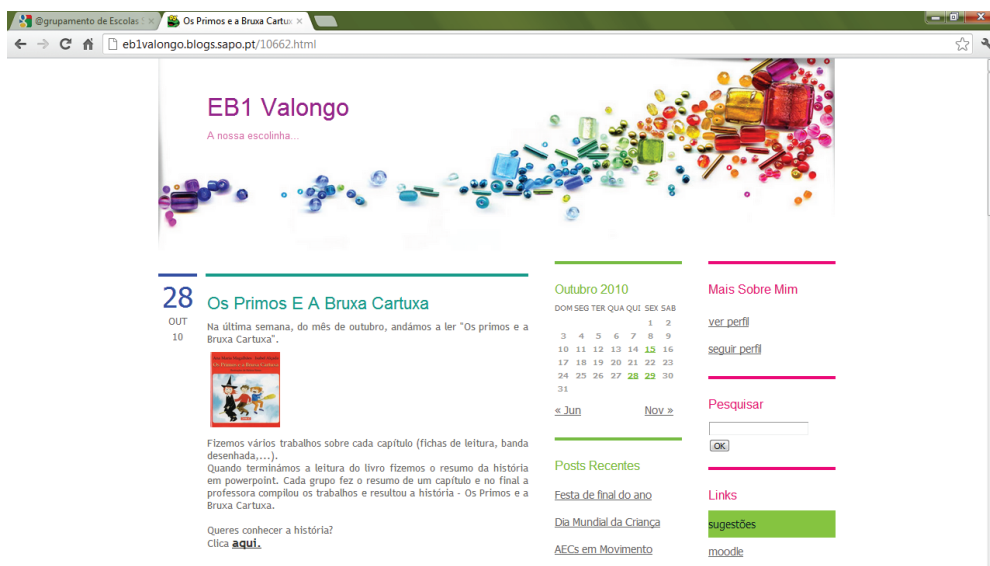 @grupamento de Escolas S
Os Primos e a Bruxa Cartux
eb1valongo.blogs.sapo.pt/10662.html
EB1 Valongo
A nossa escolinha...
28
OUT
10
Os Primos E A Bruxa Cartuxa
Na última semana, do mês de outubro, andámos a ler "Os primos e a
Bruxa Cartuxa".
Os Primos e a Bruxa Cartuxa
Fizemos vários trabalhos sobre cada capítulo (fichas de leitura, banda
desenhada,...).
Quando terminámos a leitura do livro fizemos o resumo da história
em powerpoint. Cada grupo fez o resumo de um capítulo e no final a
professora compilou os trabalhos e resultou a história - Os Primos e a
Bruxa Cartuxa.
Queres conhecer a história?
Clica aqui.
Outubro 2010
DOM SEG TER QUA QUI SEX SAB
1 2
3 4 5 6 7 8 9
10 11 12 13 14 15 16
17 18 19 20 21 22 23
24 25 26 27 28 29 30
31
« Jun Nov »
Posts Recentes
Festa de final do ano
Dia Mundial da Criança
AECs em Movimento
Mais Sobre Mim
ver perfil
seguir perfil
Pesquisar
OK
Links
sugestões
moodle